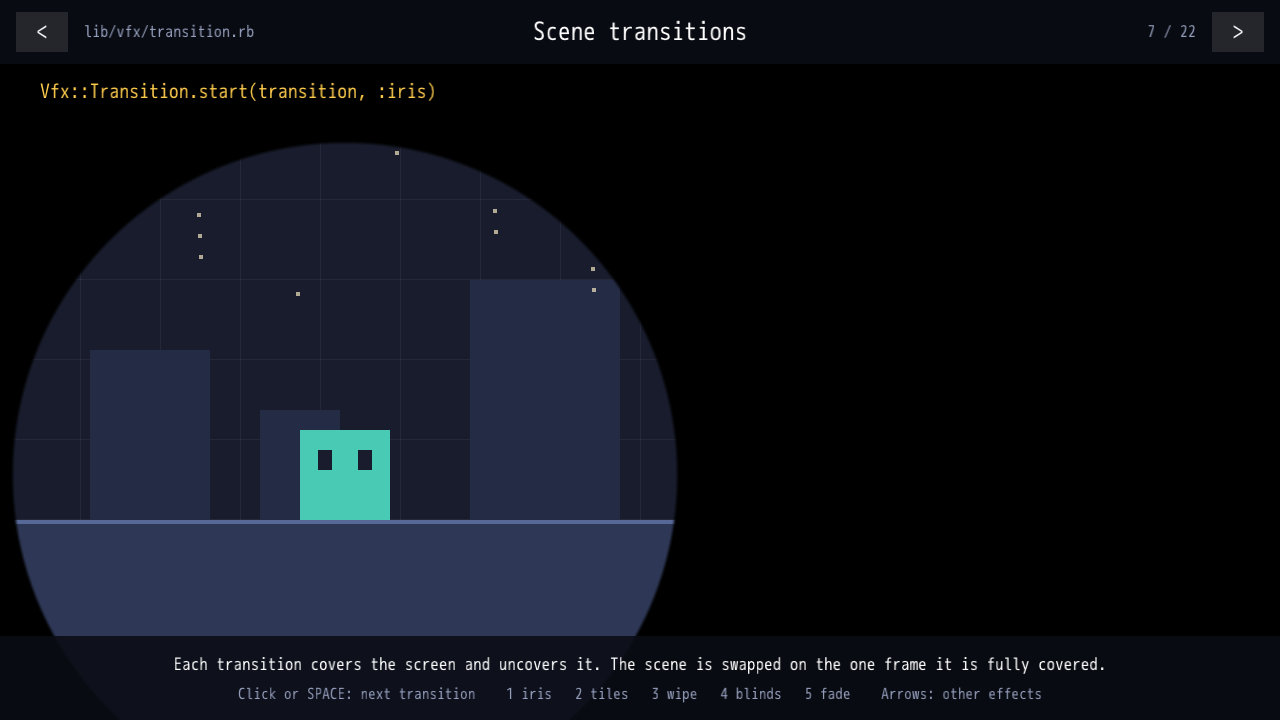 <
lib/vfx/transition.rb
Scene transitions
7 / 22
>
Vfx::Transition.start(transition, :iris)
Each transition covers the screen and uncovers it. The scene is swapped on the one frame it is fully covered.
Click or SPACE: next transition    1 iris   2 tiles   3 wipe   4 blinds   5 fade    Arrows: other effects